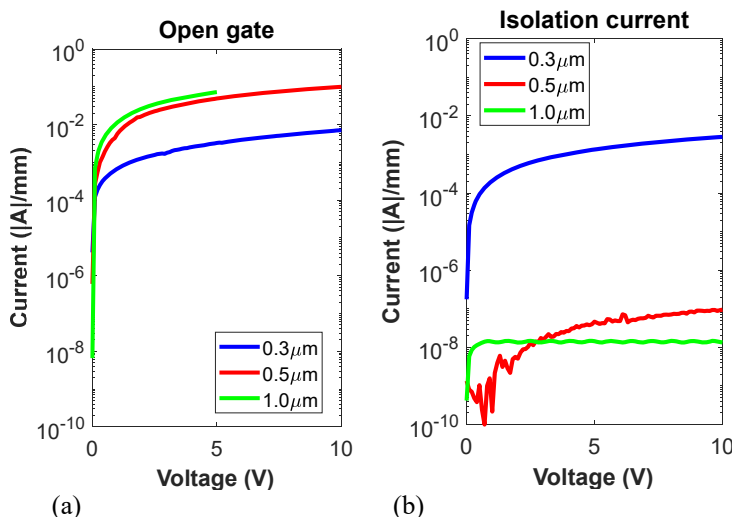 Open gate
Current (|A|/mm)
10^0
10^-2
10^-4
10^-6
10^-8
10^-10
0.3μm
0.5μm
1.0μm
0 5 10
Voltage (V)
(a)
Isolation current
Current (|A|/mm)
10^0
10^-2
10^-4
10^-6
10^-8
10^-10
0.3μm
0.5μm
1.0μm
0 5 10
Voltage (V)
(b)